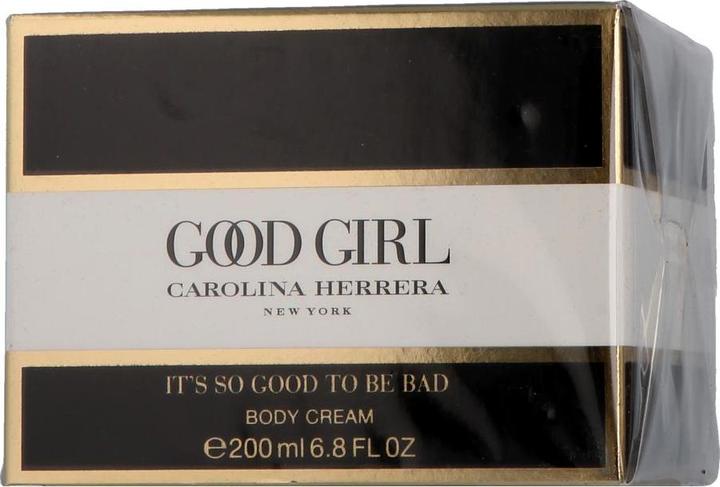 GOOD GIRL
CAROLINA HERRERA
NEW YORK
IT'S SO GOOD TO BE BAD
BODY CREAM
℮200 ml 6.8 FL OZ